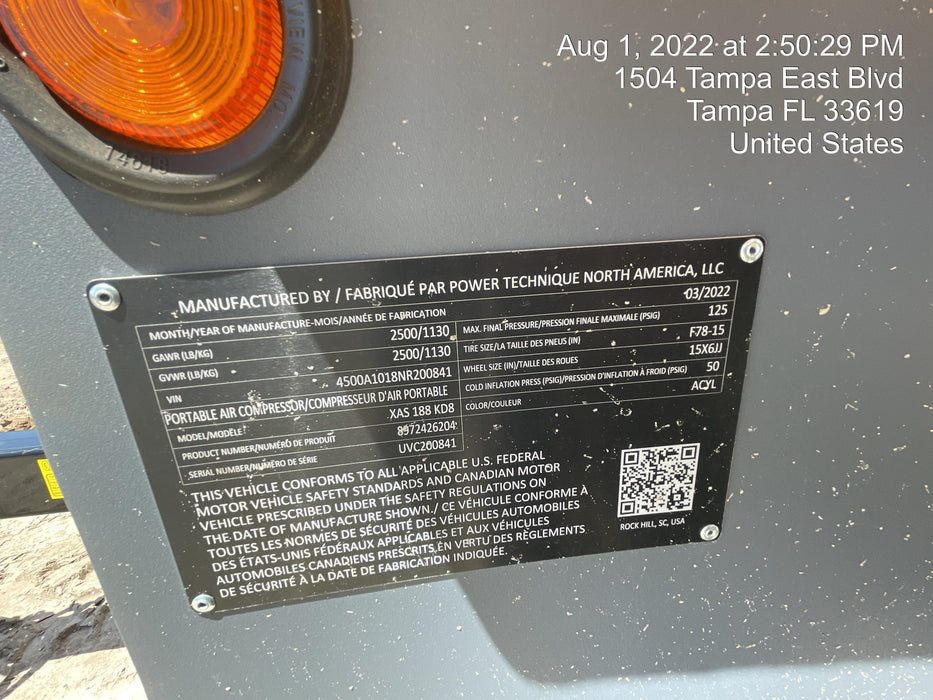 Aug 1, 2022 at 2:50:29 PM
1504 Tampa East Blvd
Tampa FL 33619
United States
14618
MANUFACTURED BY / FABRIQUÉ PAR POWER TECHNIQUE NORTH AMERICA, LLC
MONTH/YEAR OF MANUFACTURE-MOIS/ANNÉE DE FABRICATION 03/2022
GAWR (LB/KG) 2500/1130
GVWR (LB/KG) 2500/1130
VIN 4500A1018NR200841
PORTABLE AIR COMPRESSOR/COMPRESSEUR D'AIR PORTABLE
MODEL/MODÈLE XAS 188 KD8
PRODUCT NUMBER/NUMÉRO DE PRODUIT 8972426204
SERIAL NUMBER/NUMÉRO DE SÉRIE UVC200841
MAX. FINAL PRESSURE/PRESSION FINALE MAXIMALE (PSIG) 125
TIRE SIZE/LA TAILLE DES PNEUS (IN) F78-15
WHEEL SIZE (IN)/TAILLE DES ROUES 15X6JJ
COLD INFLATION PRESS (PSIG)/PRESSION D'INFLATION À FROID (PSIG) 50
COLOR/COULEUR ACYL
THIS VEHICLE CONFORMS TO ALL APPLICABLE U.S. FEDERAL
MOTOR VEHICLE SAFETY STANDARDS AND CANADIAN MOTOR
VEHICLE PRESCRIBED UNDER THE SAFETY REGULATIONS ON
THE DATE OF MANUFACTURE SHOWN./ CE VÉHICULE CONFORME À
TOUTES LES NORMES DE SÉCURITÉ DES VÉHICULES AUTOMOBILES
DES ÉTATS-UNIS FÉDÉRAUX APPLICABLES ET AUX VÉHICULES
AUTOMOBILES CANADIENS PRESCRITS EN VERTU DES RÈGLEMENTS
DE SÉCURITÉ À LA DATE DE FABRICATION INDIQUÉE.
ROCK HILL, SC, USA